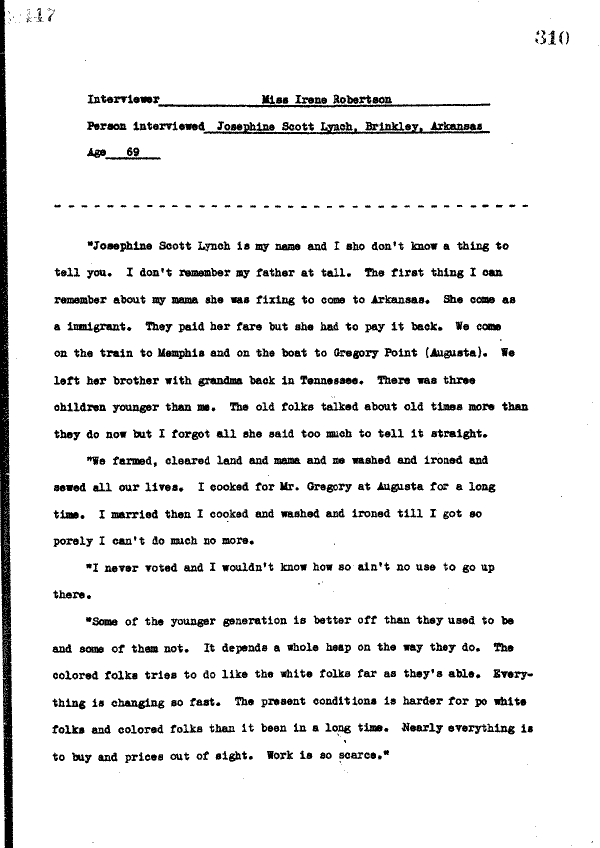 117
310
Interviewer Miss Irene Robertson
Person interviewed Josephine Scott Lynch, Brinkley, Arkansas
Age 69
"Josephine Scott Lynch is my name and I sho don't know a thing to
tell you. I don't remember my father at tall. The first thing I can
remember about my mama she was fixing to come to Arkansas. She come as
a immigrant. They paid her fare but she had to pay it back. We come
on the train to Memphis and on the boat to Gregory Point (Augusta). We
left her brother with grandma back in Tennessee. There was three
children younger than me. The old folks talked about old times more than
they do now but I forgot all she said too much to tell it straight.
"We farmed, cleared land and mama and me washed and ironed and
sewed all our lives. I cooked for Mr. Gregory at Augusta for a long
time. I married then I cooked and washed and ironed till I got so
porely I can't do much no more.
"I never voted and I wouldn't know how so ain't no use to go up
there.
"Some of the younger generation is better off than they used to be
and some of them not. It depends a whole heap on the way they do. The
colored folks tries to do like the white folks far as they's able. Every-
thing is changing so fast. The present conditions is harder for po white
folks and colored folks than it been in a long time. Nearly everything is
to buy and prices out of sight. Work is so scarce."